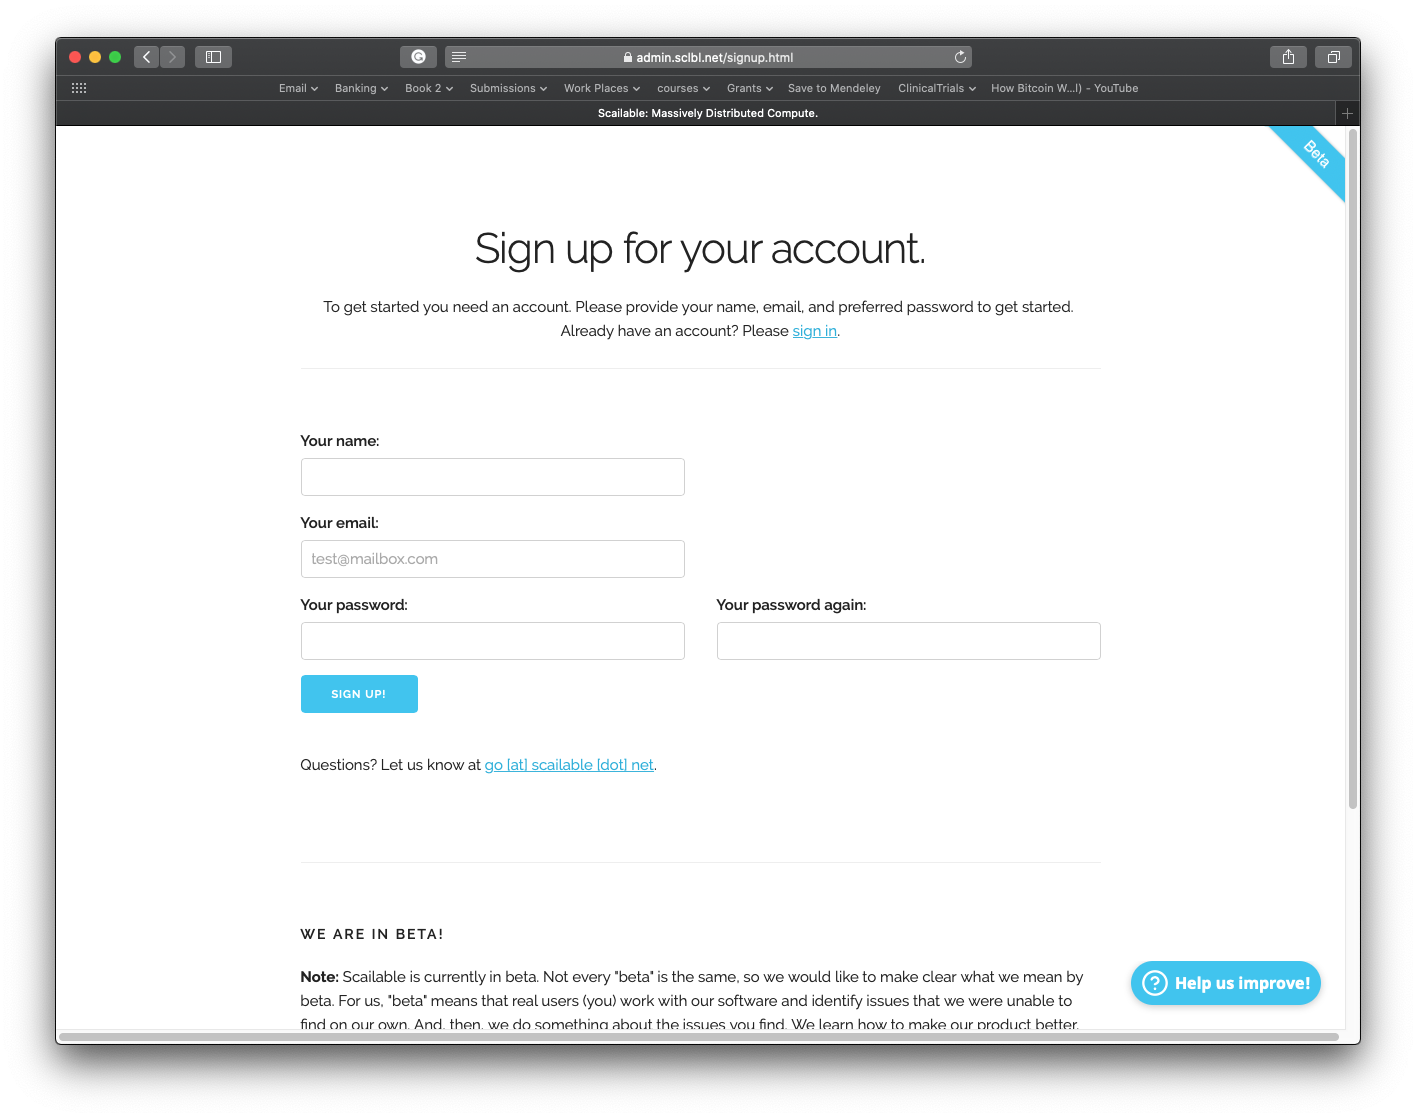 admin.sclbl.net/signup.html
Email Banking Book 2 Submissions Work Places courses Grants Save to Mendeley ClinicalTrials How Bitcoin W...l) - YouTube
Scailable: Massively Distributed Compute.
Beta
Sign up for your account.
To get started you need an account. Please provide your name, email, and preferred password to get started.
Already have an account? Please sign in.
Your name:
Your email:
test@mailbox.com
Your password:
Your password again:
SIGN UP!
Questions? Let us know at go [at] scailable [dot] net.
WE ARE IN BETA!
Note: Scailable is currently in beta. Not every "beta" is the same, so we would like to make clear what we mean by
beta. For us, "beta" means that real users (you) work with our software and identify issues that we were unable to
find on our own. And, then, we do something about the issues you find. We learn how to make our product better,
Help us improve!